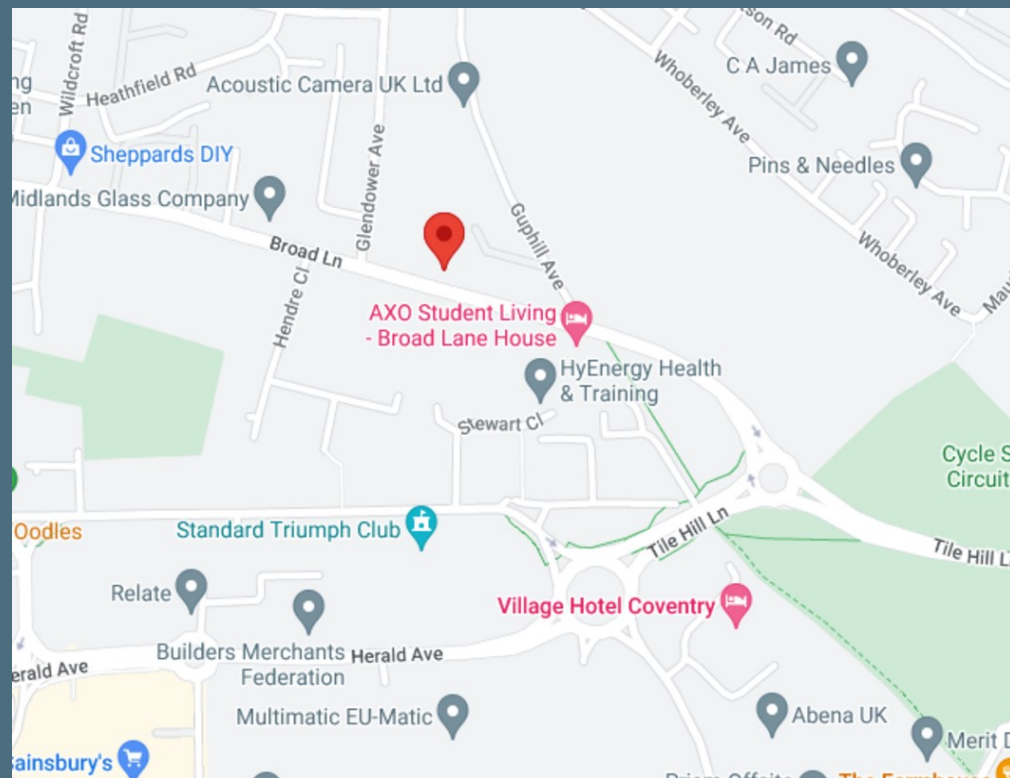 Wildcroft Rd
Heathfield Rd
Acoustic Camera UK Ltd
C A James
Whoberley Ave
ng
en
Sheppards DIY
Pins & Needles
Midlands Glass Company
Glendower Ave
Guphill Ave
Broad Ln
Whoberley Ave
Hendre Cl
AXO Student Living
- Broad Lane House
HyEnergy Health
& Training
Stewart Cl
Cycle S
Circuit
Oodles
Standard Triumph Club
Tile Hill Ln
Tile Hill L
Relate
Village Hotel Coventry
Builders Merchants
Federation
Herald Ave
erald Ave
Multimatic EU-Matic
Abena UK
Merit D
Sainsbury's